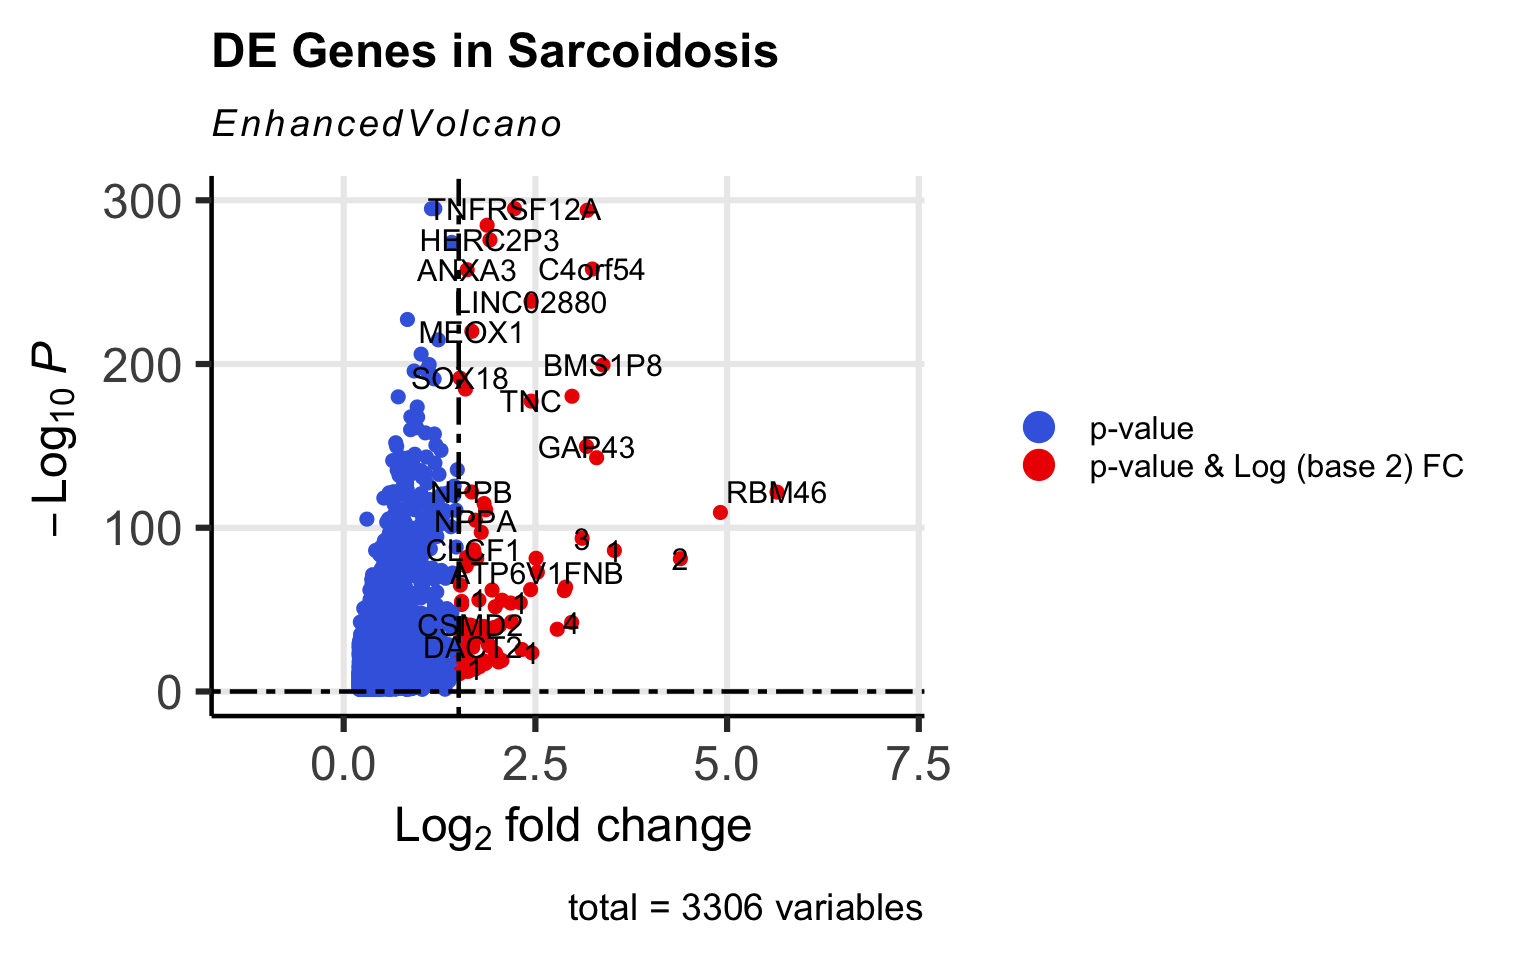 DE Genes in Sarcoidosis
EnhancedVolcano
300
200
100
0
−Log10 P
TNFRSF12A
HERC2P3
ANXA3 C4orf54
LINC02880
MEOX1
BMS1P8
SOX18
TNC
GAP43
NPPB RBM46
NPPA
3
CLCF1 1
2
ATP6V1FNB
1 1
CSMD2 4
DACT2 1
1
0.0 2.5 5.0 7.5
Log2 fold change
p-value
p-value & Log (base 2) FC
total = 3306 variables